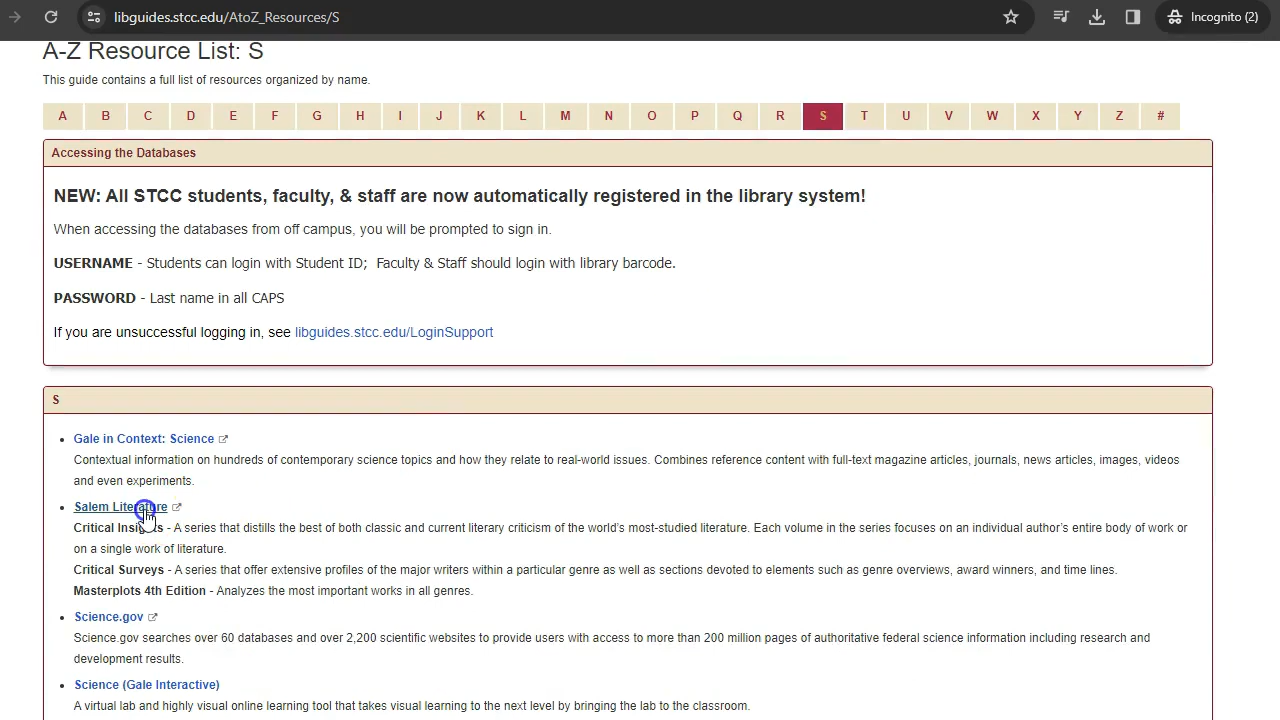 libguides.stcc.edu/AtoZ_Resources/S
Incognito (2)
A-Z Resource List: S
This guide contains a full list of resources organized by name.
A B C D E F G H I J K L M N O P Q R S T U V W X Y Z #
Accessing the Databases
NEW: All STCC students, faculty, & staff are now automatically registered in the library system!
When accessing the databases from off campus, you will be prompted to sign in.
USERNAME - Students can login with Student ID;  Faculty & Staff should login with library barcode.
PASSWORD - Last name in all CAPS
If you are unsuccessful logging in, see libguides.stcc.edu/LoginSupport
S
Gale in Context: Science
Contextual information on hundreds of contemporary science topics and how they relate to real-world issues. Combines reference content with full-text magazine articles, journals, news articles, images, videos
and even experiments.
Salem Literature
Critical Insights - A series that distills the best of both classic and current literary criticism of the world's most-studied literature. Each volume in the series focuses on an individual author's entire body of work or
on a single work of literature.
Critical Surveys - A series that offer extensive profiles of the major writers within a particular genre as well as sections devoted to elements such as genre overviews, award winners, and time lines.
Masterplots 4th Edition - Analyzes the most important works in all genres.
Science.gov
Science.gov searches over 60 databases and over 2,200 scientific websites to provide users with access to more than 200 million pages of authoritative federal science information including research and
development results.
Science (Gale Interactive)
A virtual lab and highly visual online learning tool that takes visual learning to the next level by bringing the lab to the classroom.